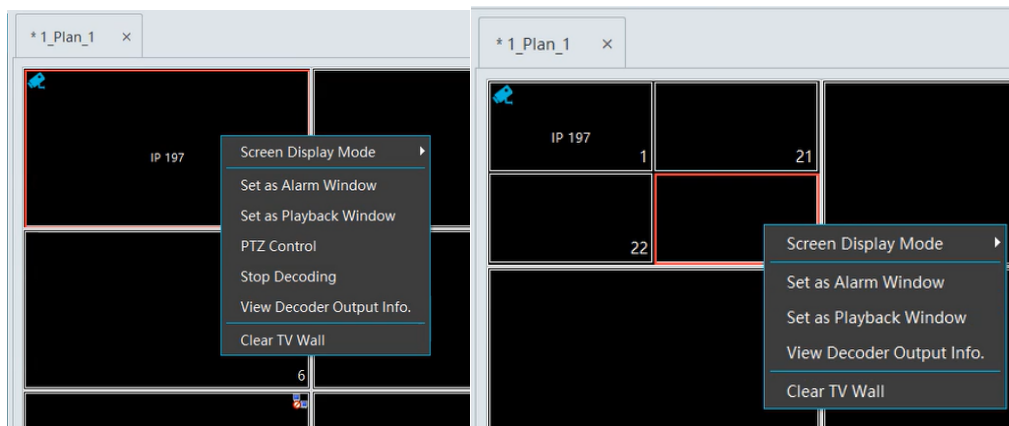 * 1_Plan_1 ×
IP 197
Screen Display Mode
Set as Alarm Window
Set as Playback Window
PTZ Control
Stop Decoding
View Decoder Output Info.
Clear TV Wall
6
* 1_Plan_1 ×
IP 197
1
21
22
Screen Display Mode
Set as Alarm Window
Set as Playback Window
View Decoder Output Info.
Clear TV Wall